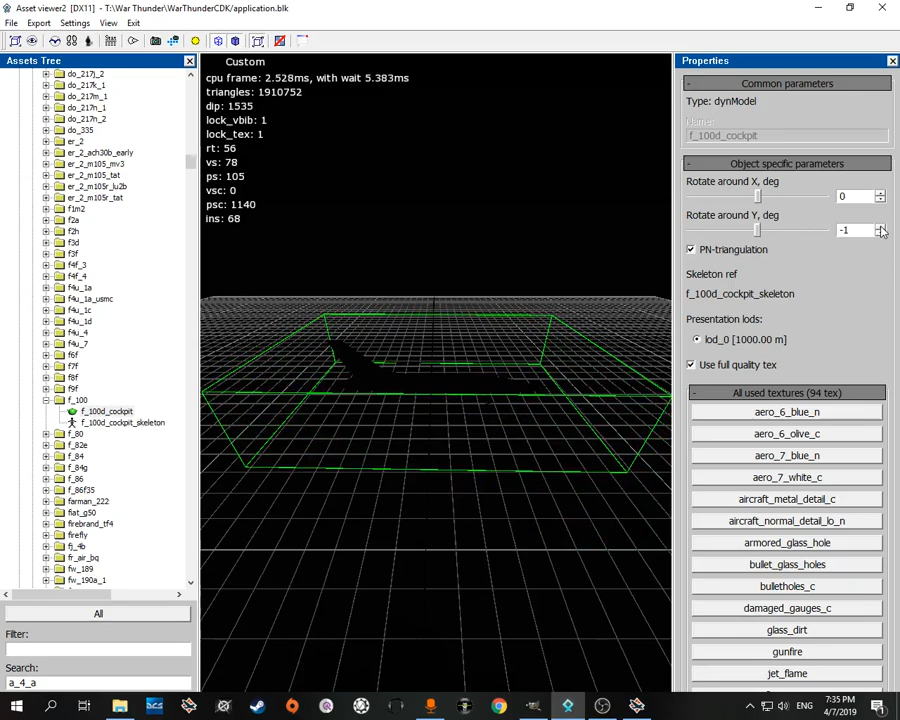 Asset viewer2 [DX11] - T:\War Thunder\WarThunderCDK/application.blk
File Export Settings View Exit
Assets Tree
do_217j_2
do_217k_1
do_217m_1
do_217n_1
do_217n_2
do_335
er_2
er_2_ach30b_early
er_2_m105_mv3
er_2_m105_tat
er_2_m105r_lu2b
er_2_m105r_tat
f1m2
f2a
f2h
f3d
f3f
f4f_3
f4f_4
f4u_1a
f4u_1a_usmc
f4u_1c
f4u_1d
f4u_4
f4u_7
f6f
f7f
f8f
f9f
f_100
f_100d_cockpit
f_100d_cockpit_skeleton
f_80
f_82e
f_84
f_84g
f_86
f_86f35
farman_222
fiat_g50
firebrand_tf4
firefly
fj_4b
fr_air_bq
fw_189
fw_190a_1
All
Filter:
Search:
a_4_a
Custom
cpu frame: 2.528ms, with wait 5.383ms
triangles: 1910752
dip: 1535
lock_vbib: 1
lock_tex: 1
rt: 56
vs: 78
ps: 105
vsc: 0
psc: 1140
ins: 68
Properties
Common parameters
Type: dynModel
Name:
f_100d_cockpit
Object specific parameters
Rotate around X, deg
0
Rotate around Y, deg
-1
PN-triangulation
Skeleton ref
f_100d_cockpit_skeleton
Presentation lods:
lod_0 [1000.00 m]
Use full quality tex
All used textures (94 tex)
aero_6_blue_n
aero_6_olive_c
aero_7_blue_n
aero_7_white_c
aircraft_metal_detail_c
aircraft_normal_detail_lo_n
armored_glass_hole
bullet_glass_holes
bulletholes_c
damaged_gauges_c
glass_dirt
gunfire
jet_flame
dcs
ENG
7:35 PM
4/7/2019
1